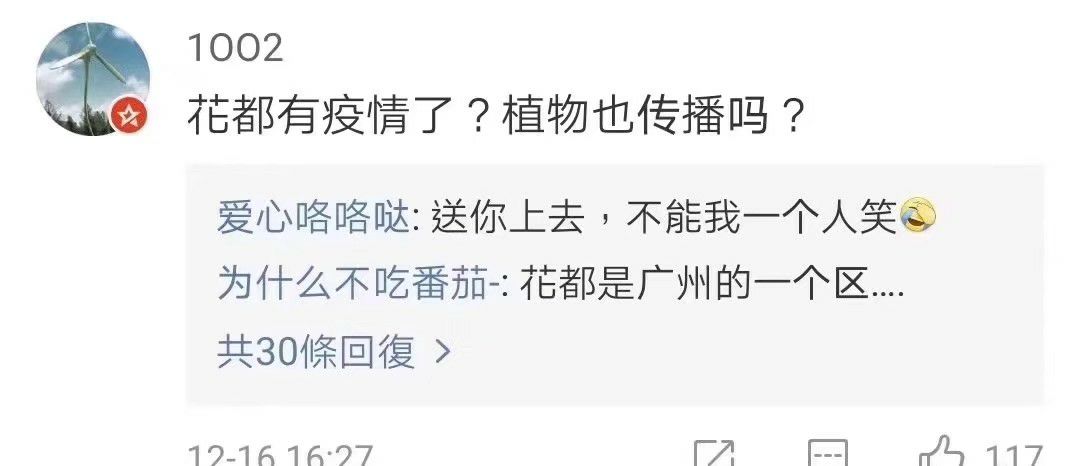 1OO2
花都有疫情了？植物也传播吗？
爱心咯咯哒: 送你上去，不能我一个人笑
为什么不吃番茄-: 花都是广州的一个区....
共30條回復 >
12-16 16:27
117